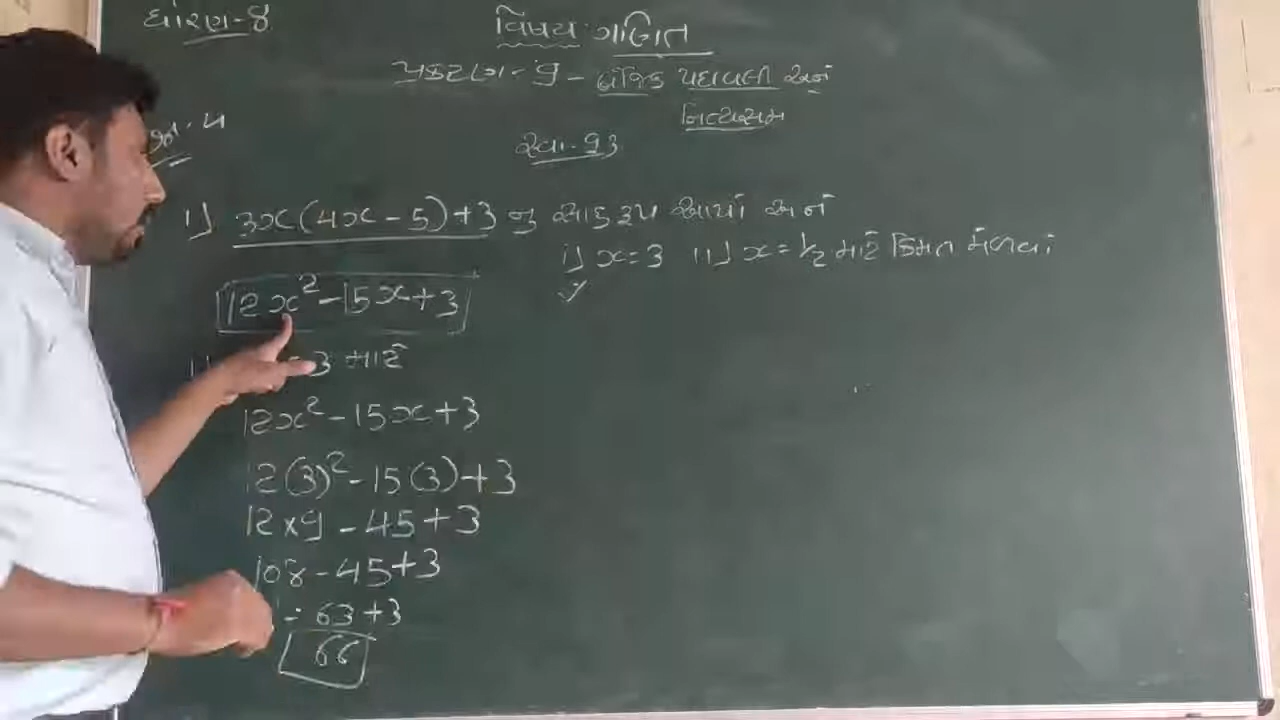 ધોરણ-8
વિષય: ગણિત
પ્રકરણ-9 - બૈજિક પદાવલી અને
નિત્યસમ
સ્વા. 9.3
1) 3x(4x-5)+3 નું સાદુંરૂપ આપો અને
i) x=3 ii) x=1/2 માટે કિંમત મેળવો
12x²-15x+3
3 માટે
12x²-15x+3
12(3)²-15(3)+3
12×9-45+3
108-45+3
63+3
66